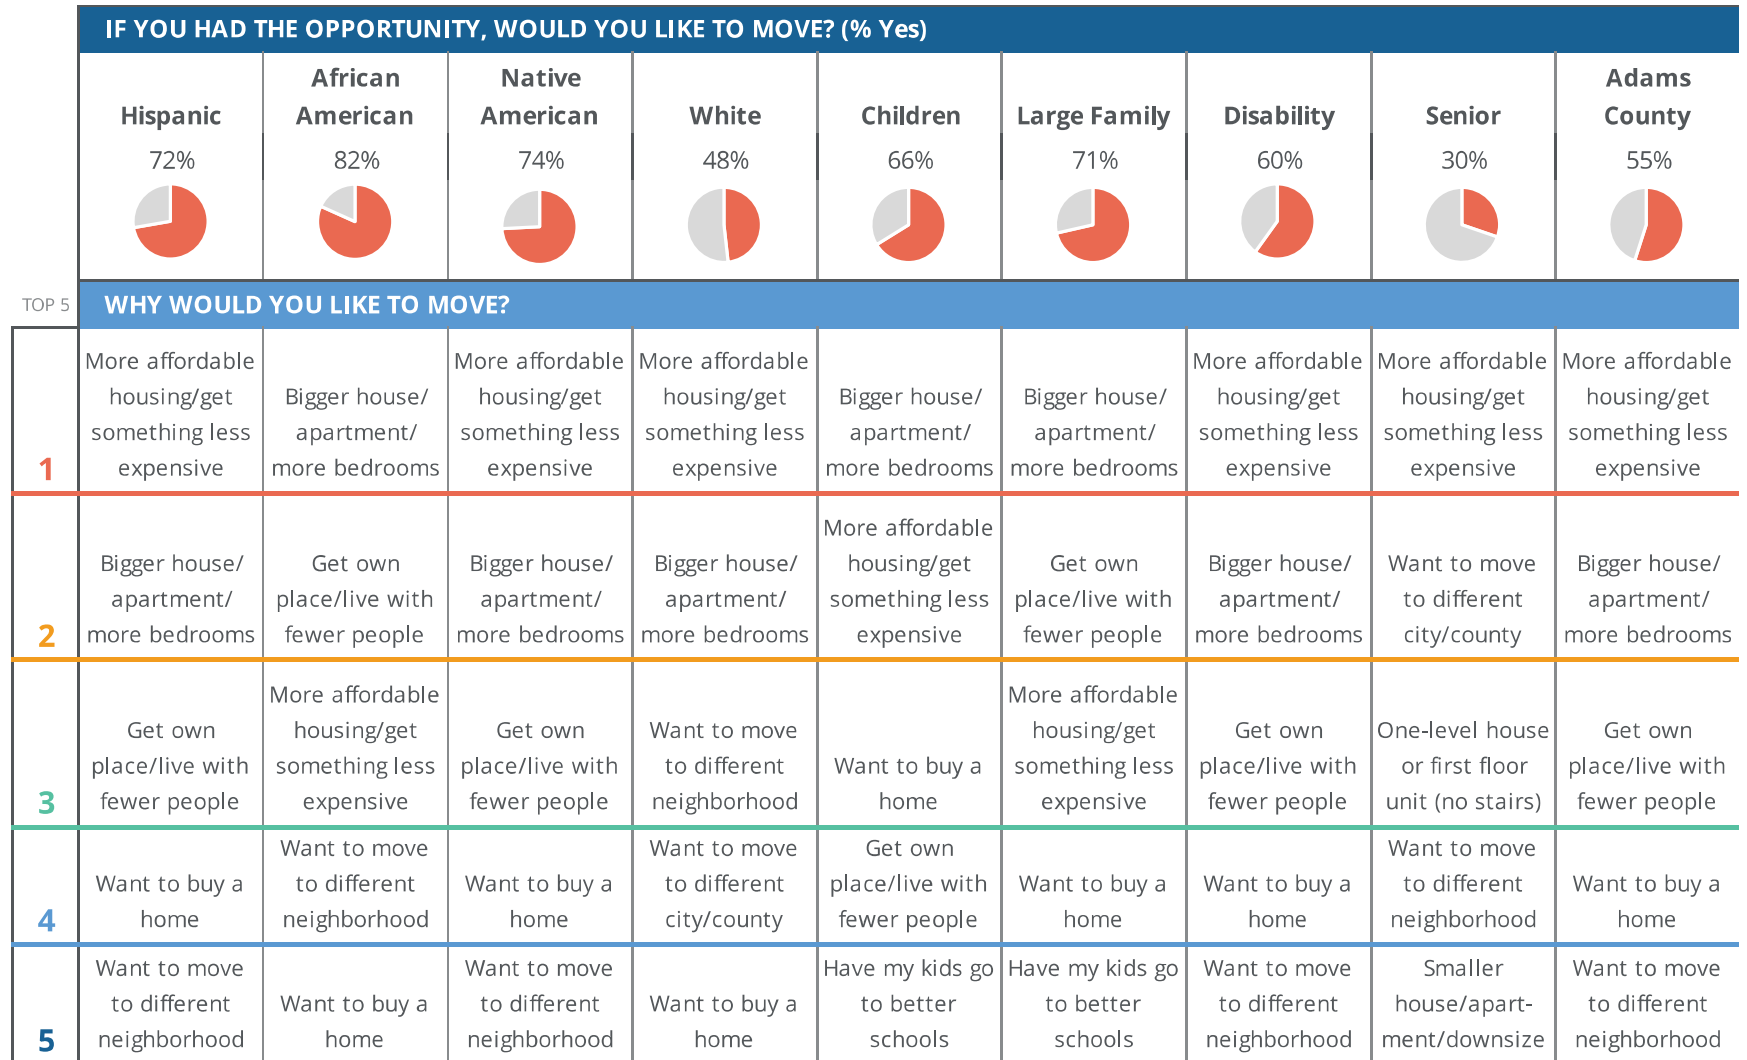 IF YOU HAD THE OPPORTUNITY, WOULD YOU LIKE TO MOVE? (% Yes)
Hispanic
African
American
Native
American
White
Children
Large Family
Disability
Senior
Adams
County
72%
82%
74%
48%
66%
71%
60%
30%
55%
TOP 5
WHY WOULD YOU LIKE TO MOVE?
1
More affordable
housing/get
something less
expensive
Bigger house/
apartment/
more bedrooms
More affordable
housing/get
something less
expensive
More affordable
housing/get
something less
expensive
Bigger house/
apartment/
more bedrooms
Bigger house/
apartment/
more bedrooms
More affordable
housing/get
something less
expensive
More affordable
housing/get
something less
expensive
More affordable
housing/get
something less
expensive
2
Bigger house/
apartment/
more bedrooms
Get own
place/live with
fewer people
Bigger house/
apartment/
more bedrooms
Bigger house/
apartment/
more bedrooms
More affordable
housing/get
something less
expensive
Get own
place/live with
fewer people
Bigger house/
apartment/
more bedrooms
Want to move
to different
city/county
Bigger house/
apartment/
more bedrooms
3
Get own
place/live with
fewer people
More affordable
housing/get
something less
expensive
Get own
place/live with
fewer people
Want to move
to different
neighborhood
Want to buy a
home
More affordable
housing/get
something less
expensive
Get own
place/live with
fewer people
One-level house
or first floor
unit (no stairs)
Get own
place/live with
fewer people
4
Want to buy a
home
Want to move
to different
neighborhood
Want to buy a
home
Want to move
to different
city/county
Get own
place/live with
fewer people
Want to buy a
home
Want to buy a
home
Want to move
to different
neighborhood
Want to buy a
home
5
Want to move
to different
neighborhood
Want to buy a
home
Want to move
to different
neighborhood
Want to buy a
home
Have my kids go
to better
schools
Have my kids go
to better
schools
Want to move
to different
neighborhood
Smaller
house/apart-
ment/downsize
Want to move
to different
neighborhood